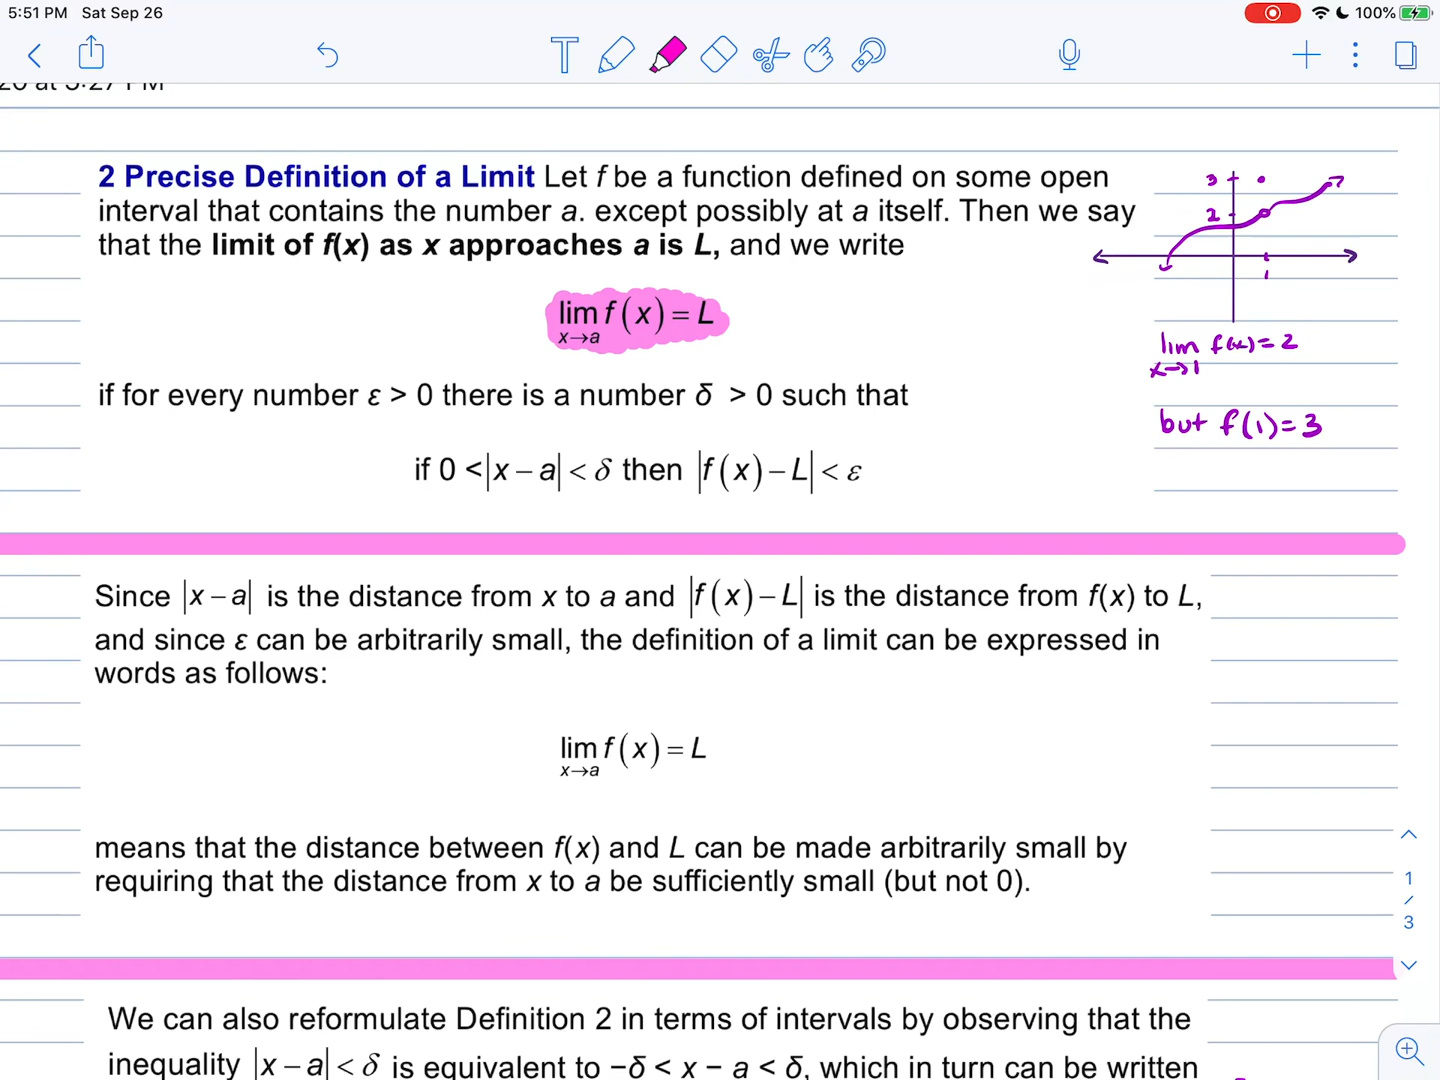 5:51 PM Sat Sep 26
100%
2 Precise Definition of a Limit Let f be a function defined on some open
interval that contains the number a. except possibly at a itself. Then we say
that the limit of f(x) as x approaches a is L, and we write
lim f(x) = L
x→a
if for every number ε > 0 there is a number δ > 0 such that
if 0 < |x – a| < δ then |f(x) – L| < ε
3
2
1
lim f(x) = 2
x→1
but f(1) = 3
Since |x – a| is the distance from x to a and |f(x) – L| is the distance from f(x) to L,
and since ε can be arbitrarily small, the definition of a limit can be expressed in
words as follows:
lim f(x) = L
x→a
means that the distance between f(x) and L can be made arbitrarily small by
requiring that the distance from x to a be sufficiently small (but not 0).
1
/
3
We can also reformulate Definition 2 in terms of intervals by observing that the
inequality |x – a| < δ is equivalent to –δ < x – a < δ, which in turn can be written